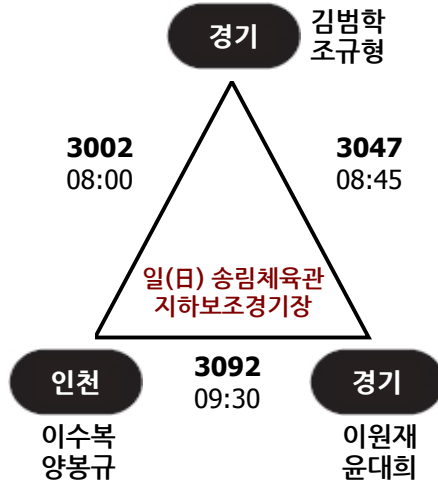 경기
김범학
조규형
3002
08:00
3047
08:45
일(日) 송림체육관
지하보조경기장
인천
3092
09:30
경기
이수복
양봉규
이원재
윤대희